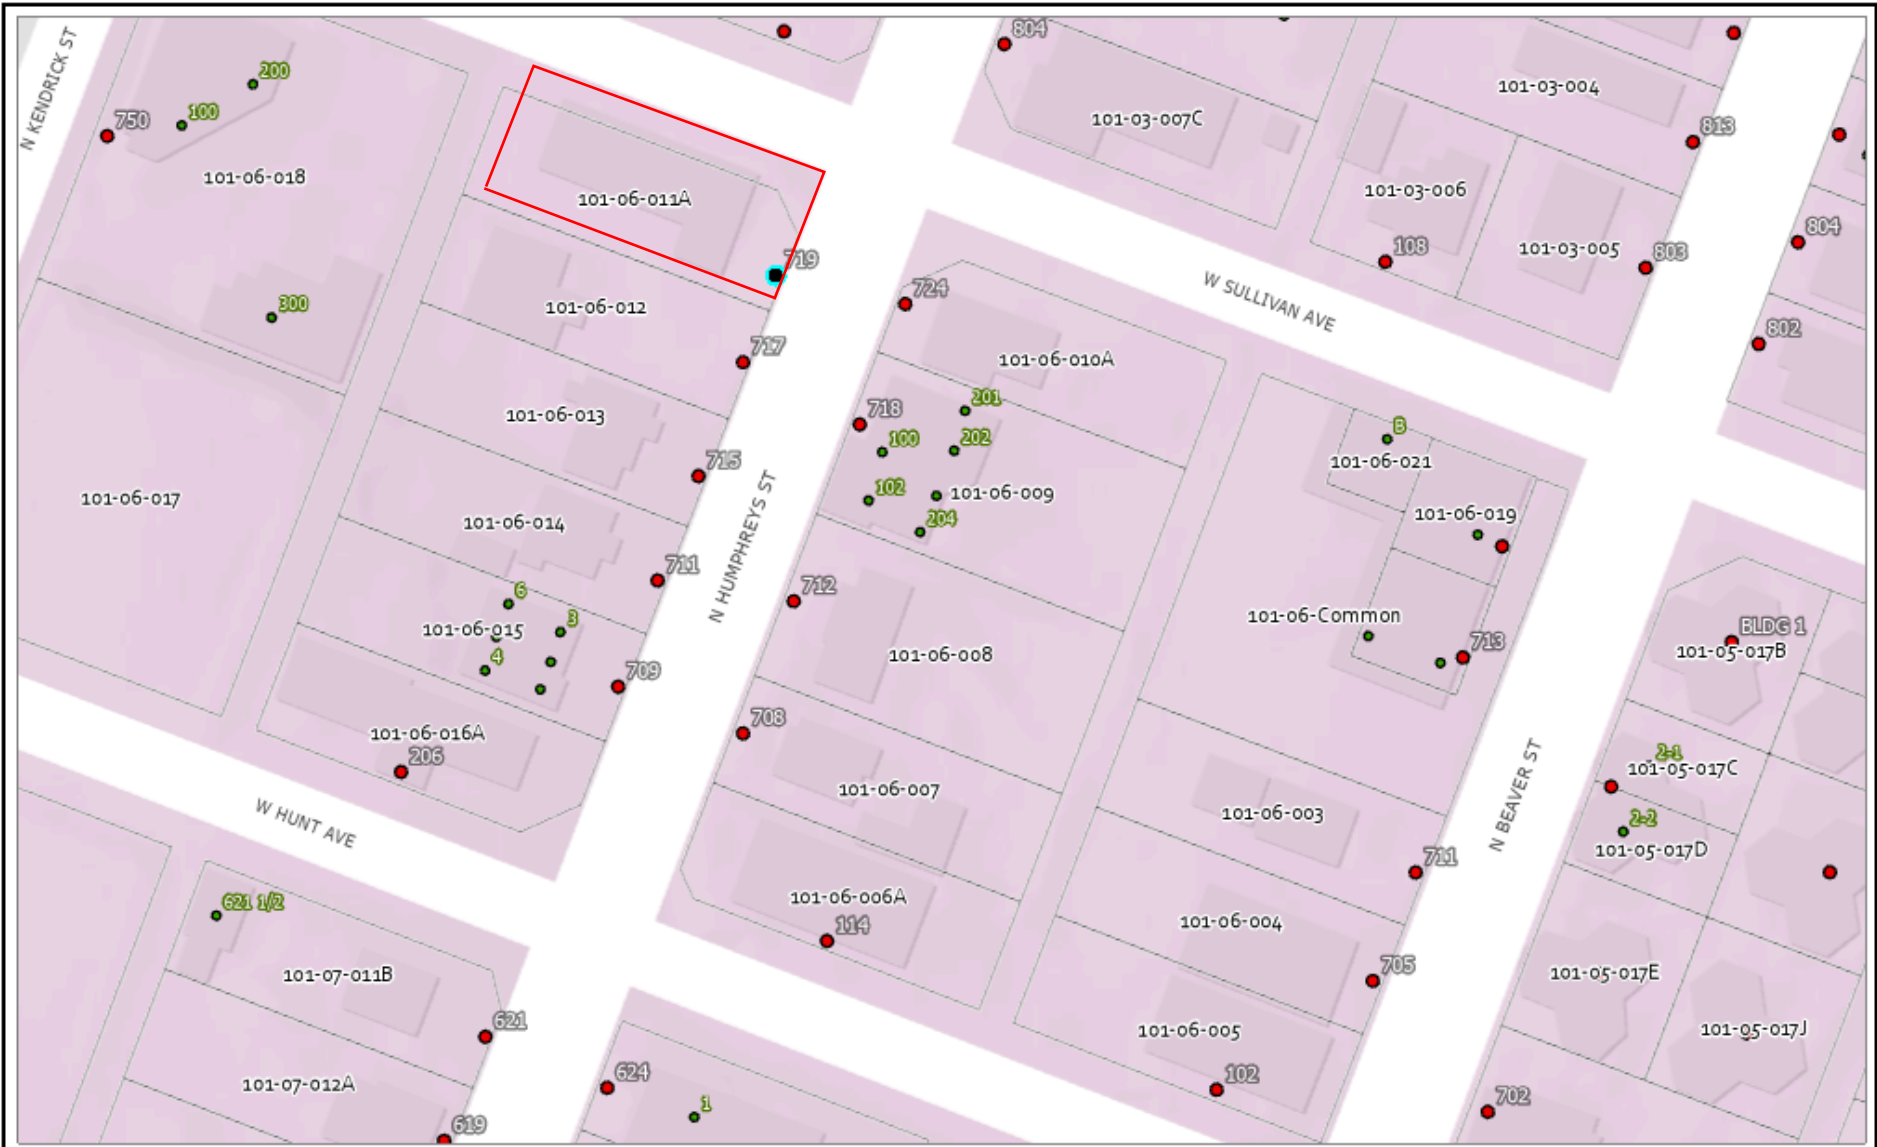 804
N KENDRICK ST
200
101-03-004
100
750
101-03-007C
813
101-06-018
101-03-006
101-06-011A
804
108
101-03-005
803
719
300
724
W SULLIVAN AVE
101-06-012
802
717
101-06-010A
201
718
101-06-013
B
100
202
715
101-06-021
102
101-06-009
101-06-017
204
101-06-019
101-06-014
N HUMPHREYS ST
711
712
6
101-06-Common
3
101-06-015
BLDG 1
713
101-05-017B
4
101-06-008
709
708
101-06-016A
2-1
206
101-05-017C
101-06-007
N BEAVER ST
101-06-003
2-2
W HUNT AVE
101-05-017D
711
101-06-006A
621 1/2
114
101-06-004
705
101-07-011B
101-05-017E
621
101-06-005
101-05-017J
624
102
101-07-012A
1
702
619